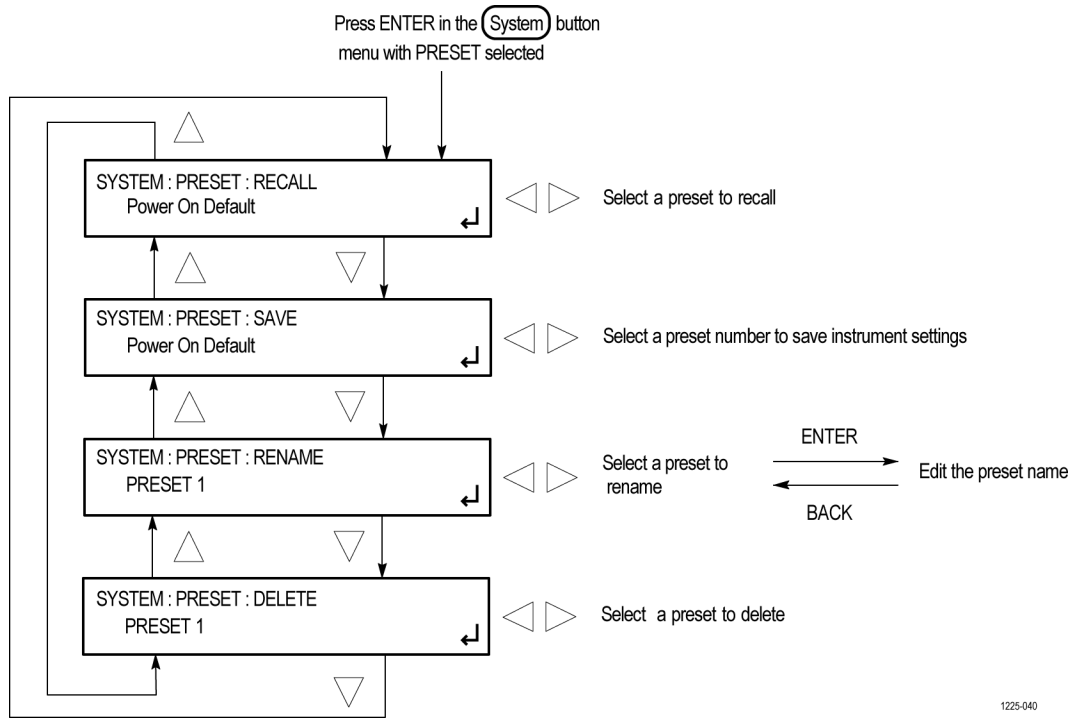 Press ENTER in the System button
menu with PRESET selected
SYSTEM : PRESET : RECALL
Power On Default
Select a preset to recall
SYSTEM : PRESET : SAVE
Power On Default
Select a preset number to save instrument settings
SYSTEM : PRESET : RENAME
PRESET 1
Select a preset to
rename
ENTER
BACK
Edit the preset name
SYSTEM : PRESET : DELETE
PRESET 1
Select a preset to delete
1225-040